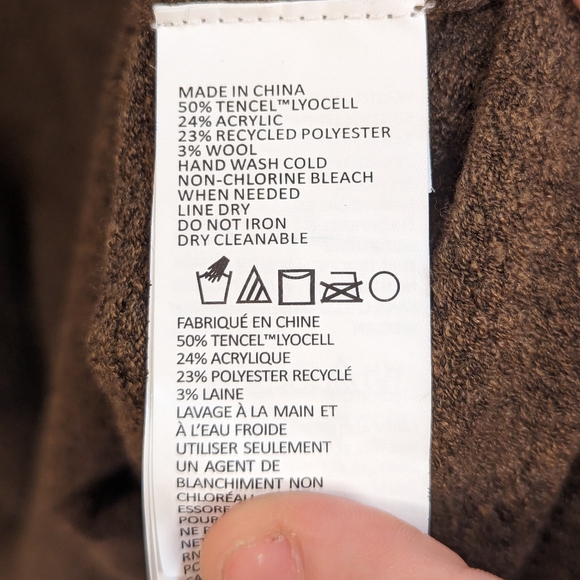 MADE IN CHINA
50% TENCEL™LYOCELL
24% ACRYLIC
23% RECYCLED POLYESTER
3% WOOL
HAND WASH COLD
NON-CHLORINE BLEACH
WHEN NEEDED
LINE DRY
DO NOT IRON
DRY CLEANABLE
FABRIQUÉ EN CHINE
50% TENCEL™LYOCELL
24% ACRYLIQUE
23% POLYESTER RECYCLÉ
3% LAINE
LAVAGE À LA MAIN ET
À L'EAU FROIDE
UTILISER SEULEMENT
UN AGENT DE
BLANCHIMENT NON
CHLORÉ